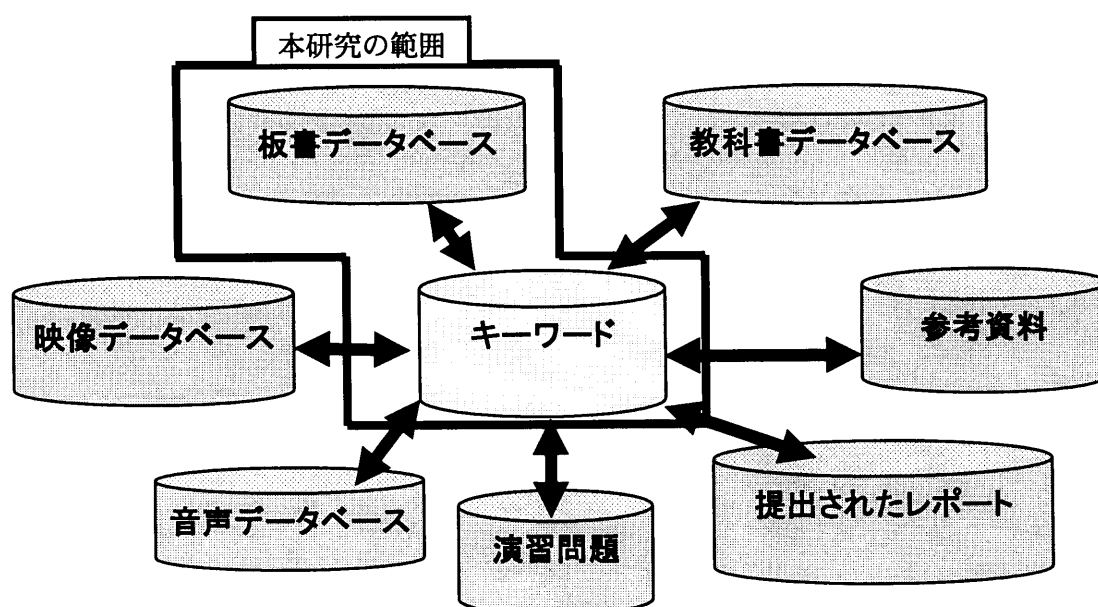 本研究の範囲
板書データベース
教科書データベース
映像データベース
キーワード
参考資料
音声データベース
演習問題
提出されたレポート